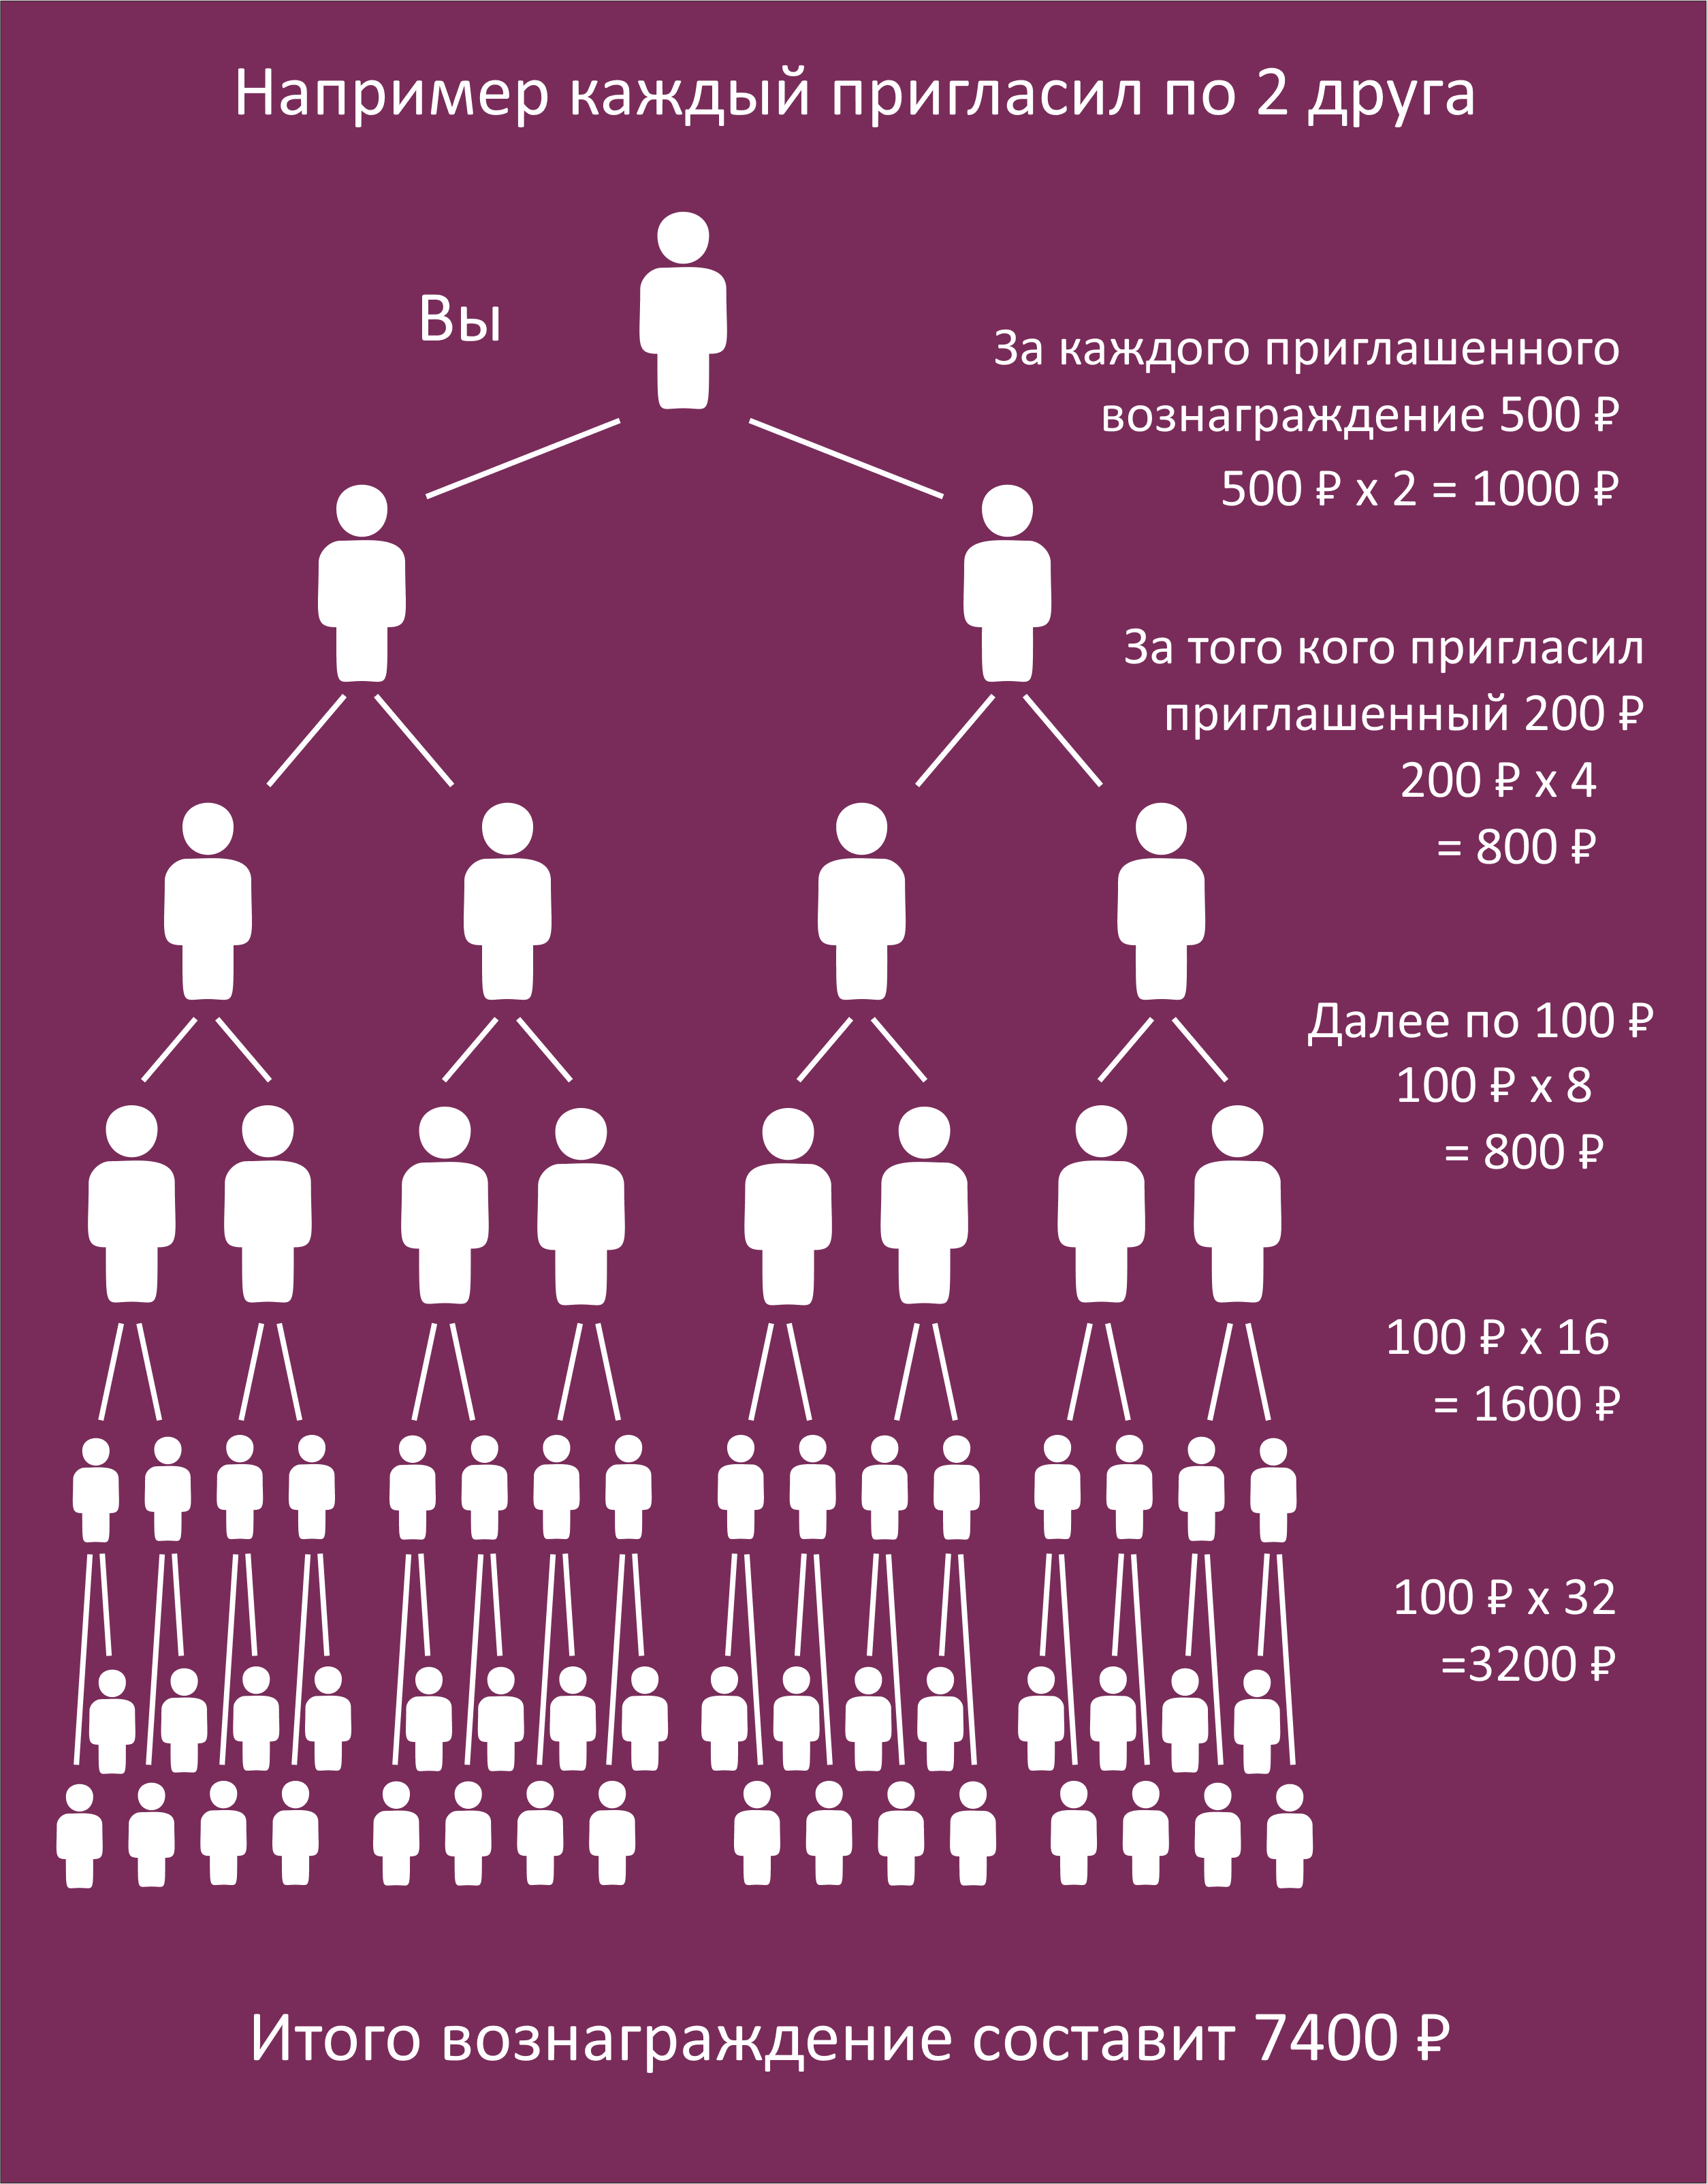 Например каждый пригласил по 2 друга
Вы
За каждого приглашенного
вознаграждение 500 ₽
500 ₽ x 2 = 1000 ₽
За того кого пригласил
приглашенный 200 ₽
200 ₽ x 4
= 800 ₽
Далее по 100 ₽
100 ₽ x 8
= 800 ₽
100 ₽ x 16
= 1600 ₽
100 ₽ x 32
=3200 ₽
Итого вознаграждение составит 7400 ₽